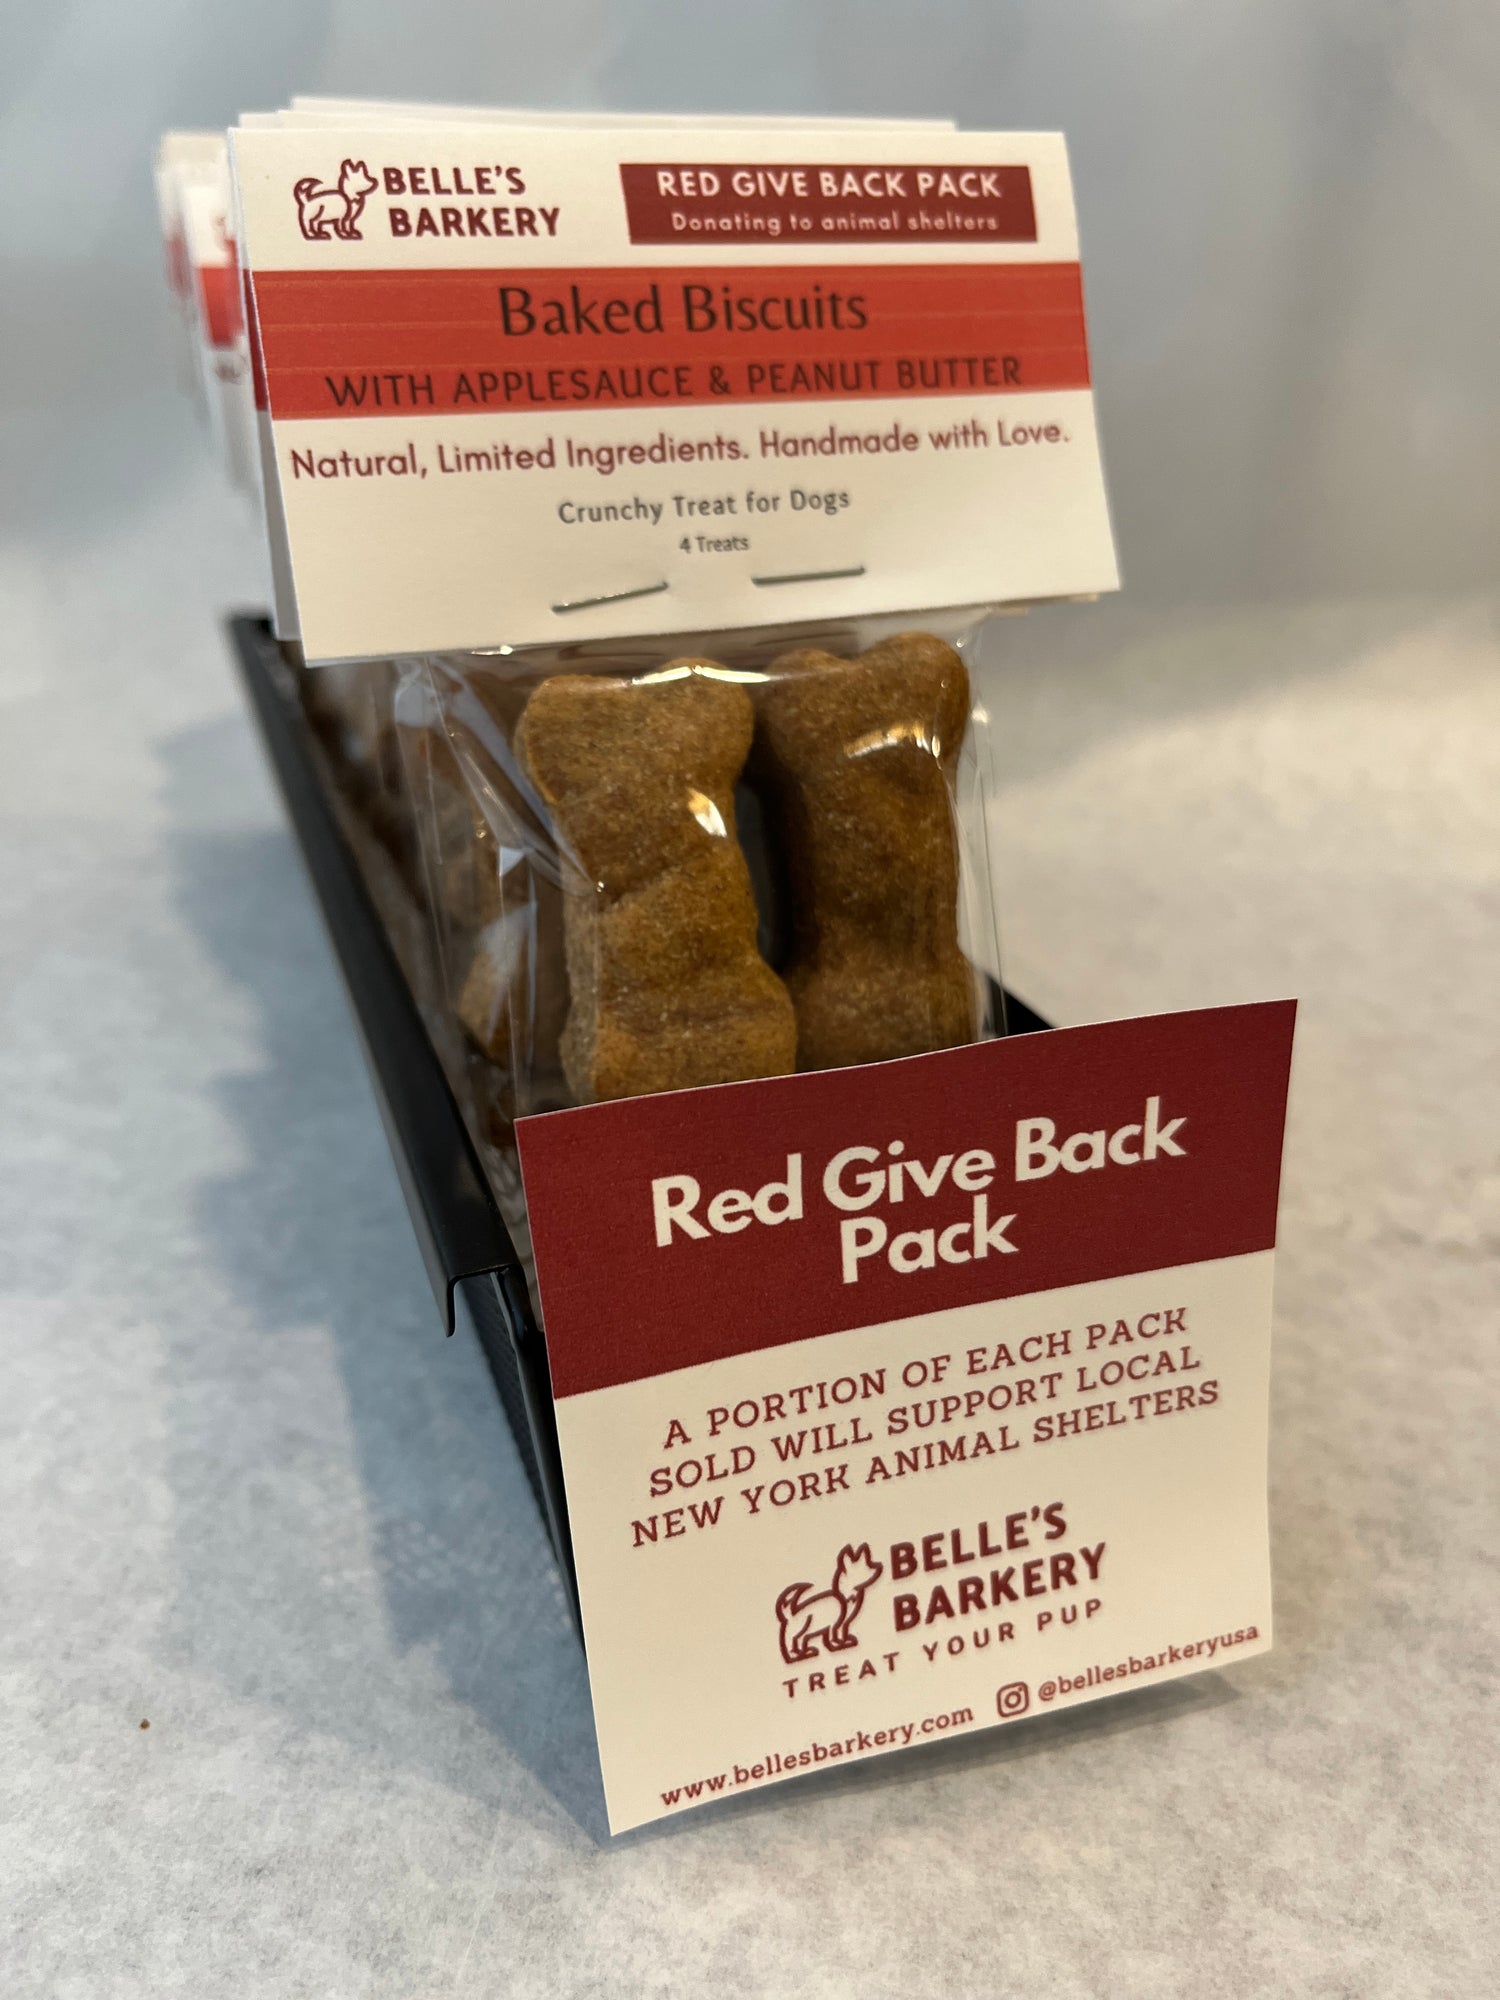 BELLE'S
BARKERY
RED GIVE BACK PACK
Donating to animal shelters
Baked Biscuits
WITH APPLESAUCE & PEANUT BUTTER
Natural, Limited Ingredients. Handmade with Love.
Crunchy Treat for Dogs
4 Treats
Red Give Back
Pack
A PORTION OF EACH PACK
SOLD WILL SUPPORT LOCAL
NEW YORK ANIMAL SHELTERS
BELLE'S
BARKERY
TREAT YOUR PUP
www.bellesbarkery.com @bellesbarkeryusa